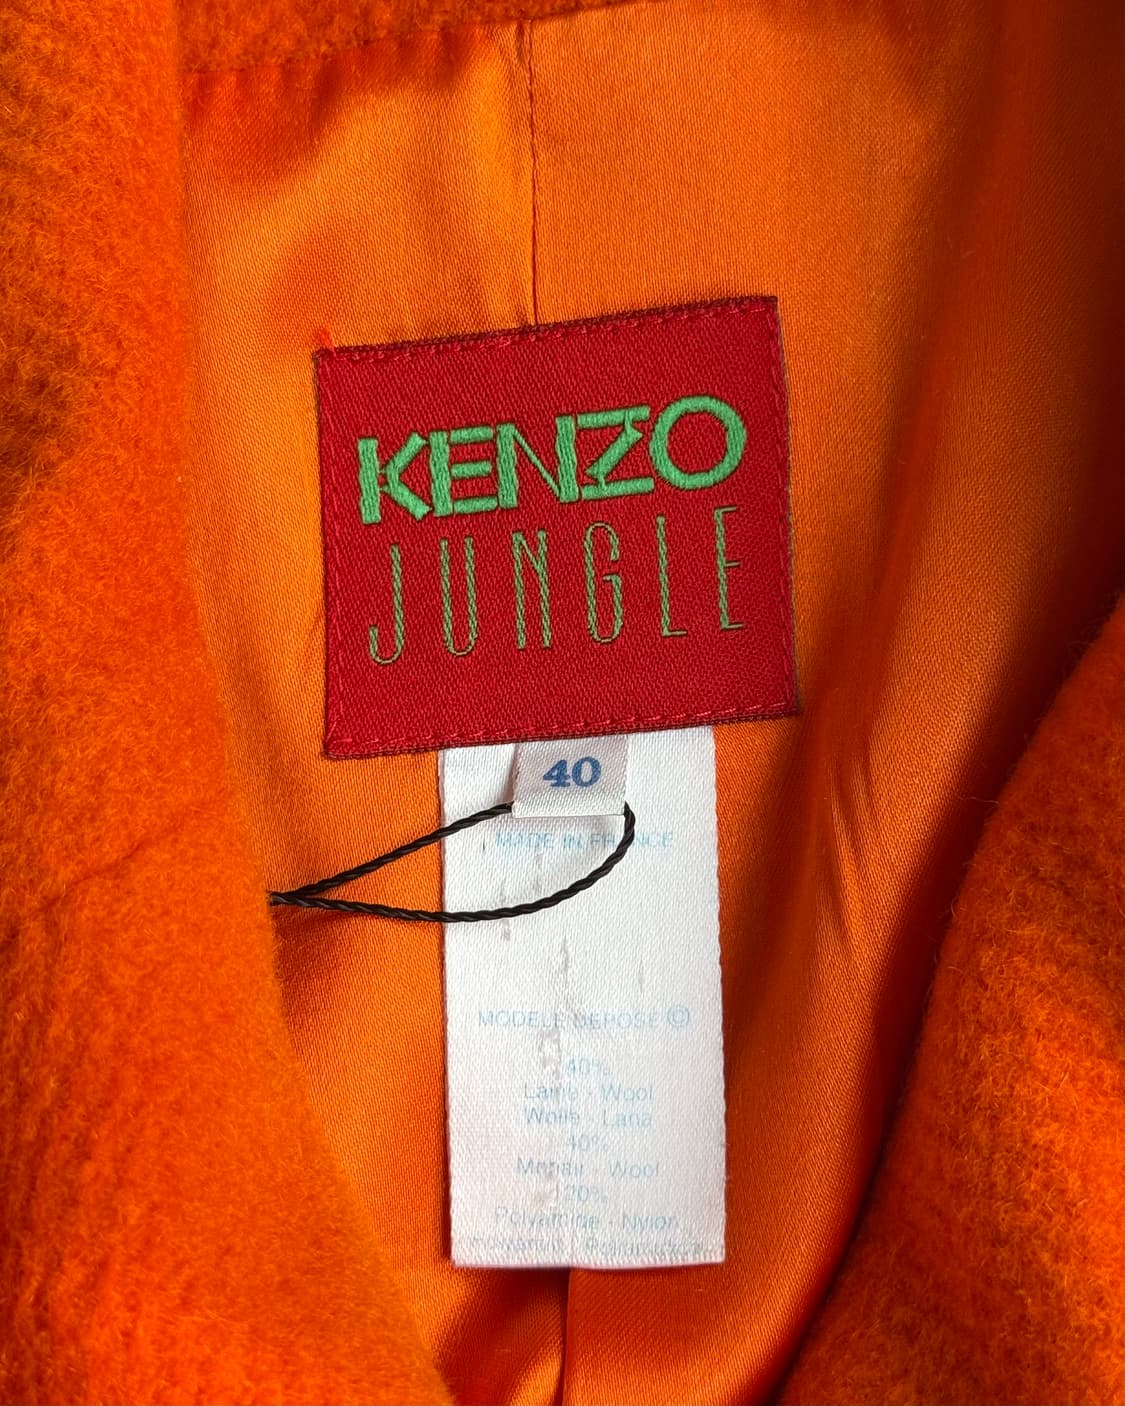 KENZO
JUNGLE
40
MADE IN FRANCE
MODELE DEPOSE ©
40%
Laine - Wool
Wolle - Lana
40%
Mohair - Wool
20%
Polyamide - Nylon